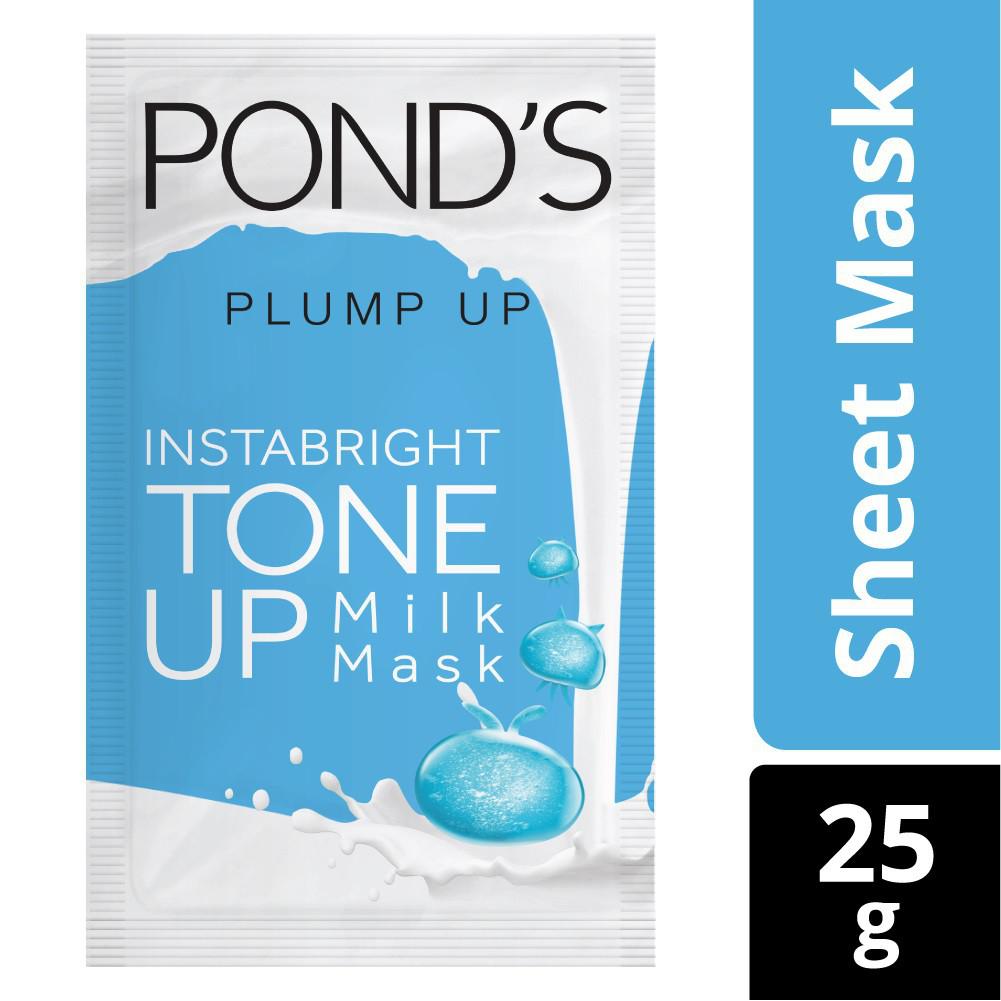 POND'S
PLUMP UP
INSTABRIGHT
TONE
UP Milk
Mask
Sheet Mask
25
g